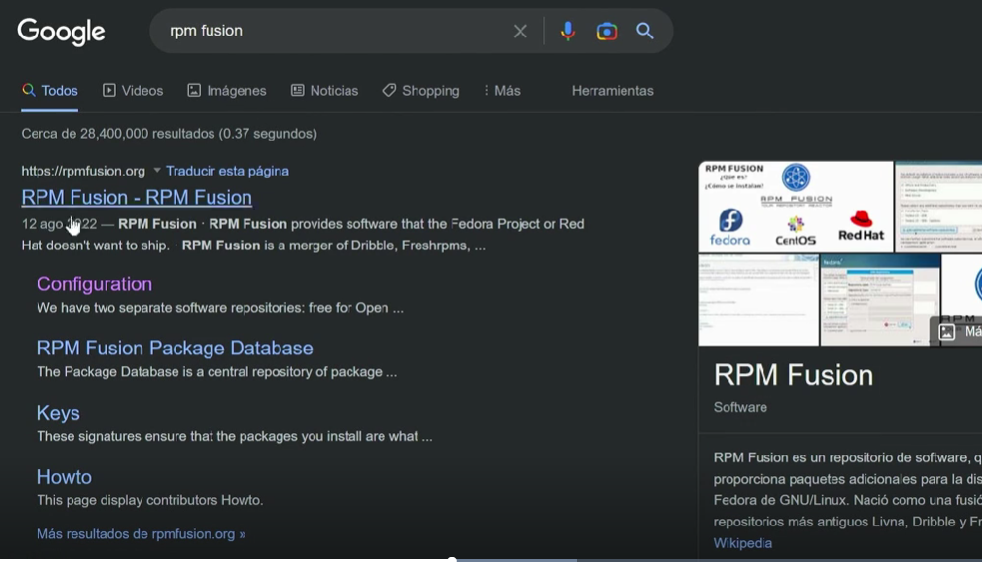 Google
rpm fusion
Todos
Videos
Imágenes
Noticias
Shopping
Más
Herramientas
Cerca de 28,400,000 resultados (0.37 segundos)
https://rpmfusion.org
Traducir esta página
RPM Fusion - RPM Fusion
12 ago 2022 — RPM Fusion · RPM Fusion provides software that the Fedora Project or Red
Hat doesn't want to ship. RPM Fusion is a merger of Dribble, Freshrpms, ...
Configuration
We have two separate software repositories: free for Open ...
RPM Fusion Package Database
The Package Database is a central repository of package ...
Keys
These signatures ensure that the packages you install are what ...
Howto
This page display contributors Howto.
Más resultados de rpmfusion.org »
RPM FUSION
¿Que es?
¿Cómo se instalam?
RPM FUSION
fedora
CentOS
Red Hat
RPM
Má
RPM Fusion
Software
RPM Fusion es un repositorio de software, q
proporciona paquetes adicionales para la dis
Fedora de GNU/Linux. Nació como una fusió
repositorios más antiguos Livna, Dribble y Fr
Wikipedia